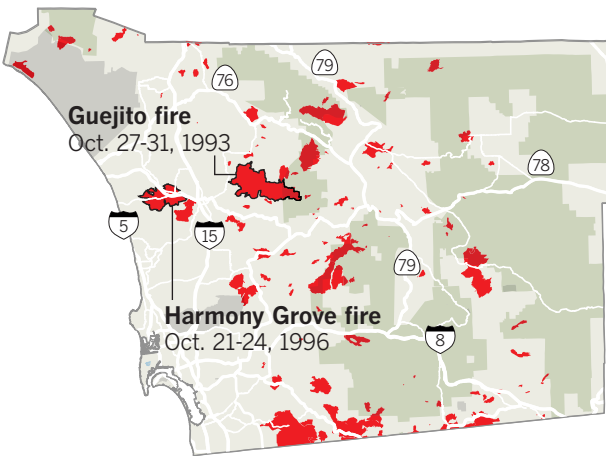 79
76
Guejito fire
Oct. 27-31, 1993
78
5
15
79
Harmony Grove fire
Oct. 21-24, 1996
8